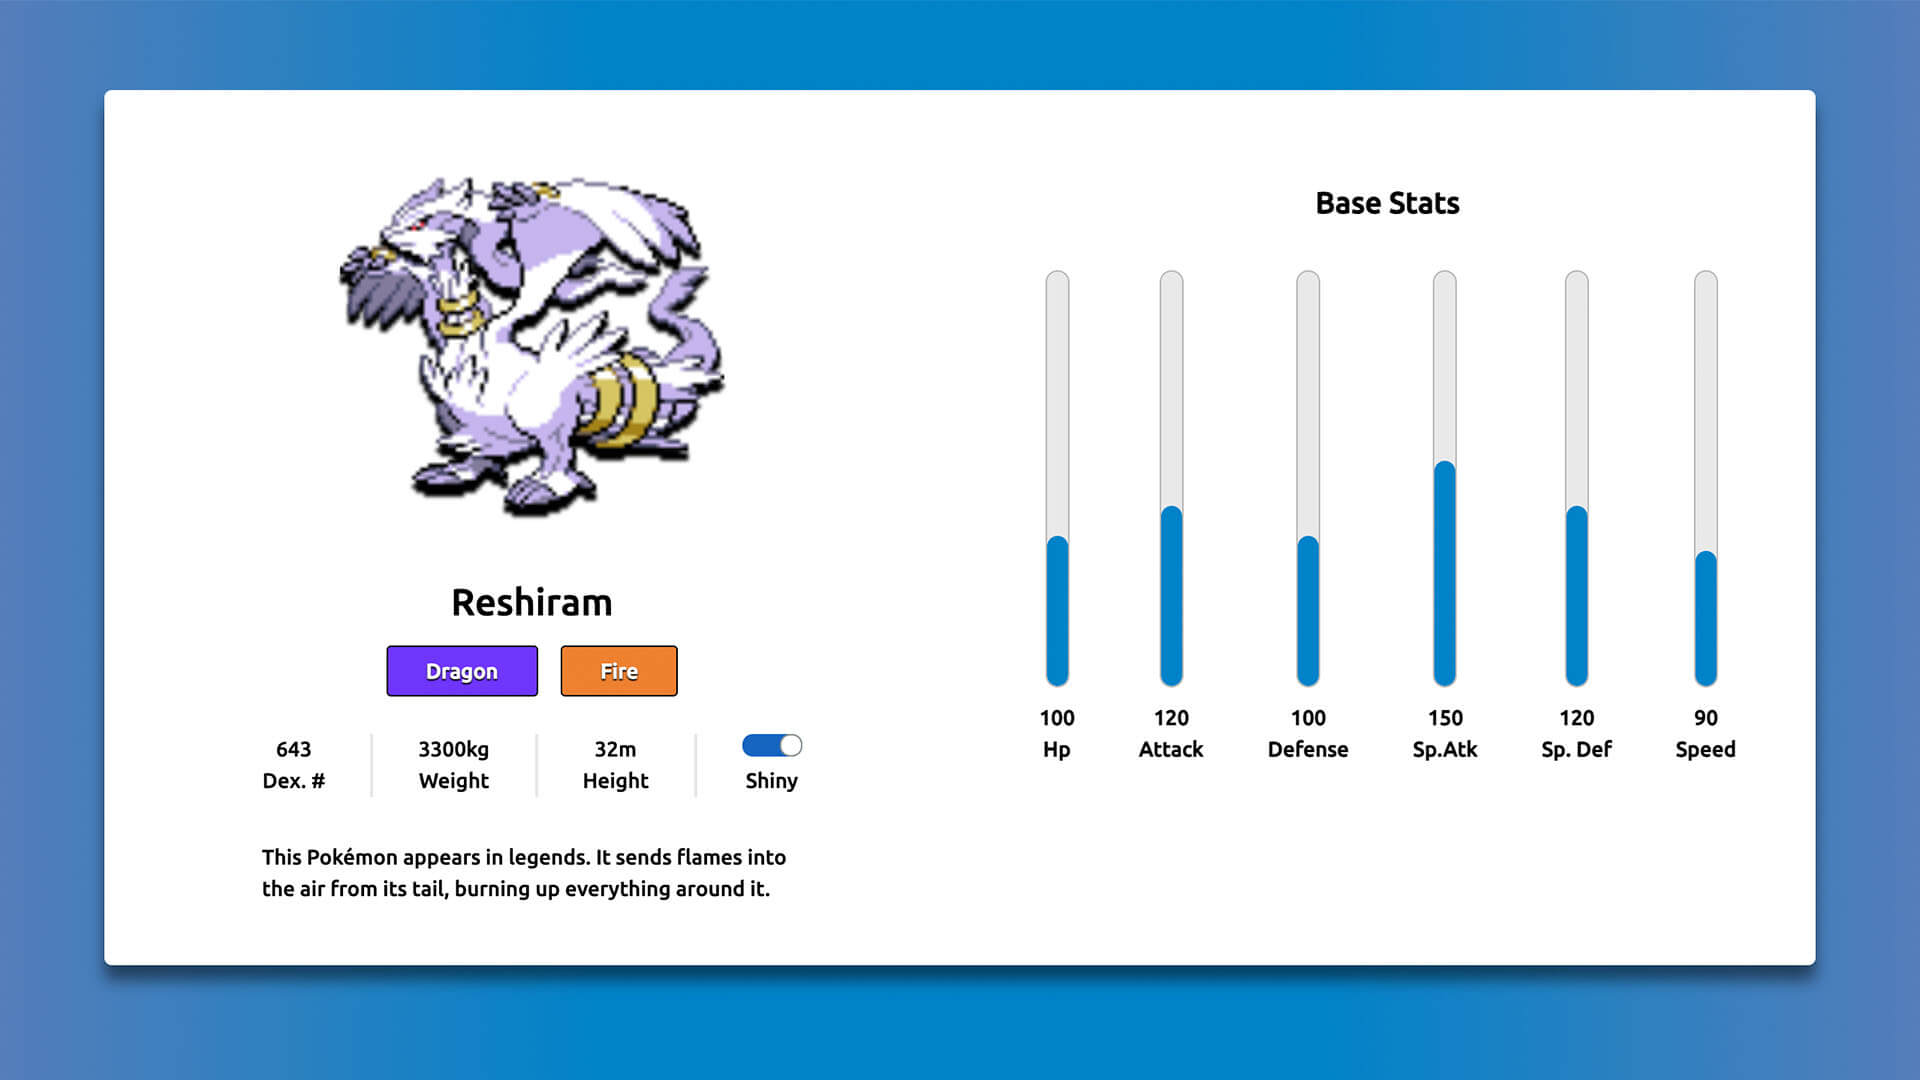 Reshiram
Dragon
Fire
643
Dex. #
3300kg
Weight
32m
Height
Shiny
This Pokémon appears in legends. It sends flames into
the air from its tail, burning up everything around it.
Base Stats
100
Hp
120
Attack
100
Defense
150
Sp.Atk
120
Sp. Def
90
Speed